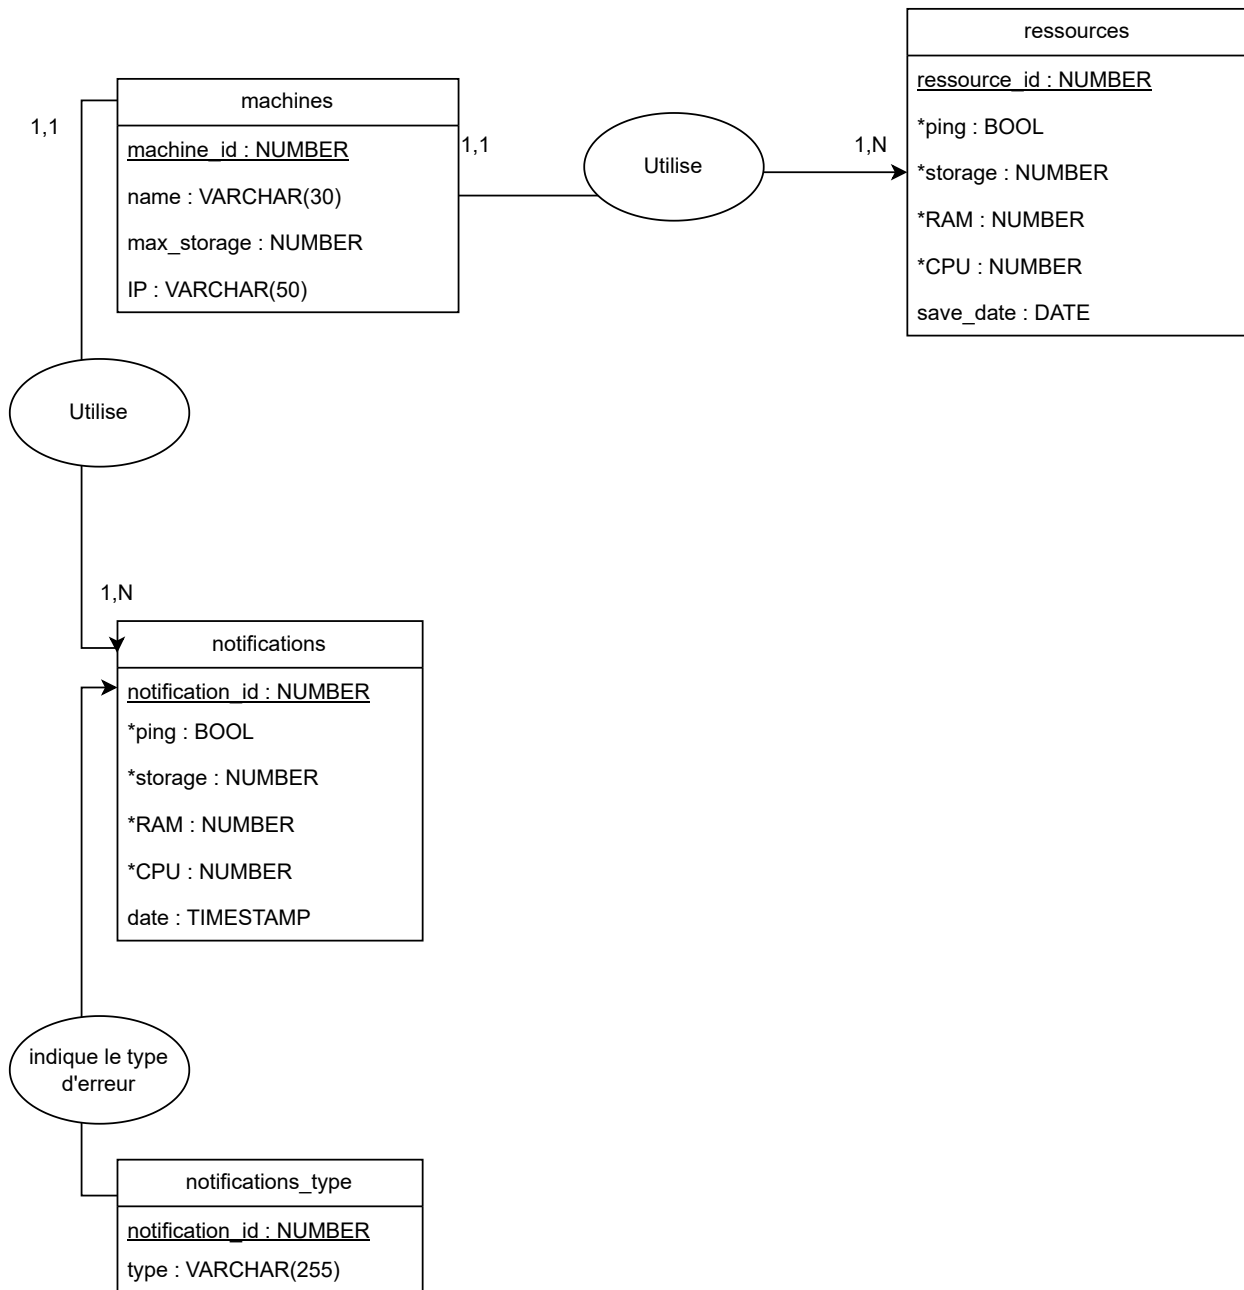 ressources
ressource_id : NUMBER
*ping : BOOL
*storage : NUMBER
*RAM : NUMBER
*CPU : NUMBER
save_date : DATE
machines
machine_id : NUMBER
name : VARCHAR(30)
max_storage : NUMBER
IP : VARCHAR(50)
1,1
1,1
Utilise
1,N
Utilise
1,N
notifications
notification_id : NUMBER
*ping : BOOL
*storage : NUMBER
*RAM : NUMBER
*CPU : NUMBER
date : TIMESTAMP
indique le type
d'erreur
notifications_type
notification_id : NUMBER
type : VARCHAR(255)